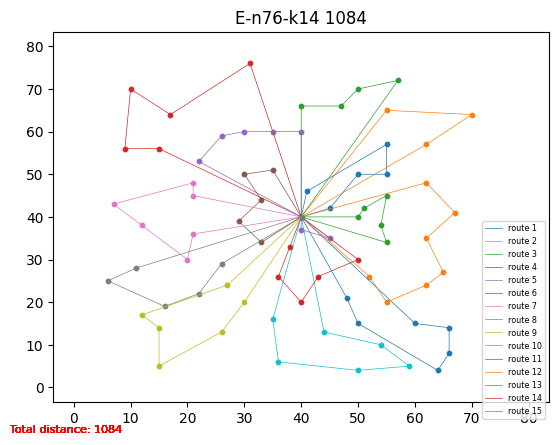 E-n76-k14 1084
80
70
60
50
40
30
20
10
0
0 10 20 30 40 50 60 70 80
route 1
route 2
route 3
route 4
route 5
route 6
route 7
route 8
route 9
route 10
route 11
route 12
route 13
route 14
route 15
Total distance: 1084